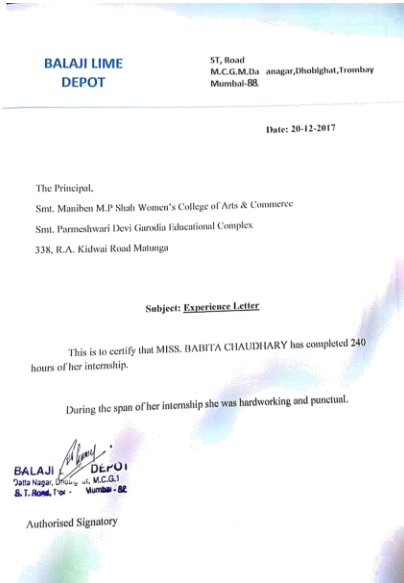 BALAJI LIME
DEPOT
ST, Road
M.C.G.M.Da anagar,Dhobighat,Trombay
Mumbai-88.
Date: 20-12-2017
The Principal,
Smt. Maniben M.P Shah Women's College of Arts & Commerce
Smt. Parmeshwari Devi Garodia Educational Complex
338, R.A. Kidwai Road Matunga
Subject: Experience Letter
This is to certify that MISS. BABITA CHAUDHARY has completed 240
hours of her internship.
During the span of her internship she was hardworking and punctual.
BALAJI DEPOT
Datta Nagar, M.C.G.
S. T. Road, Mumbai - 88
Authorised Signatory